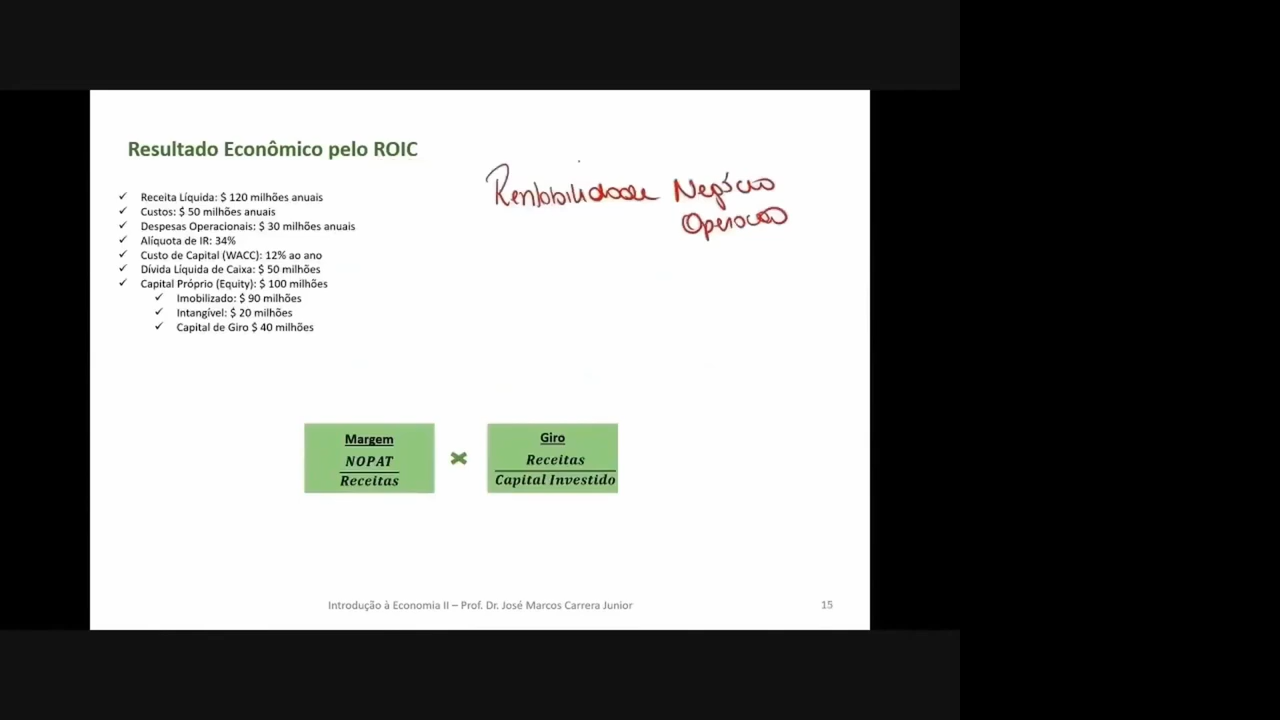 Resultado Econômico pelo ROIC
Rentabilidade Negócio
Operação
✓ Receita Líquida: $ 120 milhões anuais
✓ Custos: $ 50 milhões anuais
✓ Despesas Operacionais: $ 30 milhões anuais
✓ Alíquota de IR: 34%
✓ Custo de Capital (WACC): 12% ao ano
✓ Dívida Líquida de Caixa: $ 50 milhões
✓ Capital Próprio (Equity): $ 100 milhões
✓ Imobilizado: $ 90 milhões
✓ Intangível: $ 20 milhões
✓ Capital de Giro $ 40 milhões
Margem
NOPAT
Receitas
×
Giro
Receitas
Capital Investido
Introdução à Economia II – Prof. Dr. José Marcos Carrera Junior
15